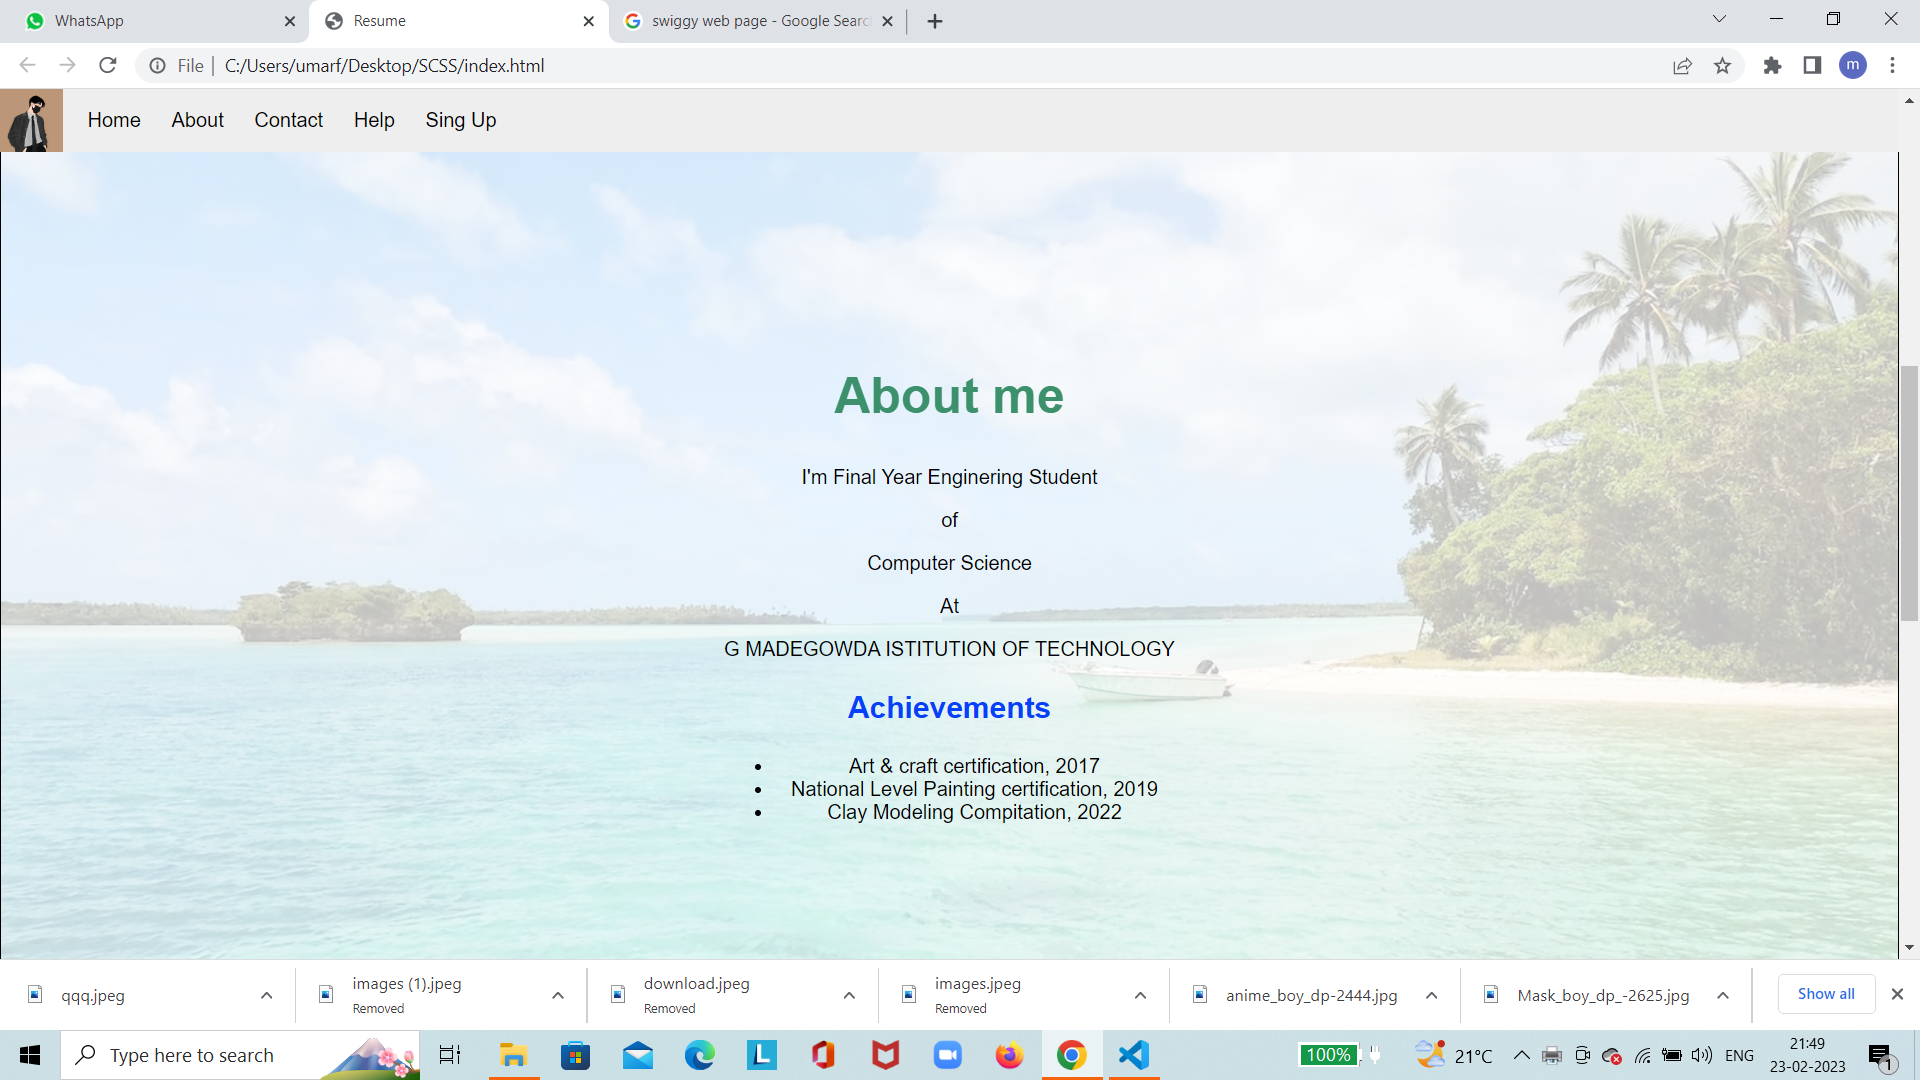 WhatsApp
Resume
swiggy web page - Google Searc
File
C:/Users/umarf/Desktop/SCSS/index.html
m
Home About Contact Help Sing Up
About me
I'm Final Year Enginering Student
of
Computer Science
At
G MADEGOWDA ISTITUTION OF TECHNOLOGY
Achievements
• Art & craft certification, 2017
• National Level Painting certification, 2019
• Clay Modeling Compitation, 2022
qqq.jpeg
images (1).jpeg
Removed
download.jpeg
Removed
images.jpeg
Removed
anime_boy_dp-2444.jpg
Mask_boy_dp_-2625.jpg
Show all
Type here to search
L
100%
21°C
ENG
21:49
23-02-2023
1